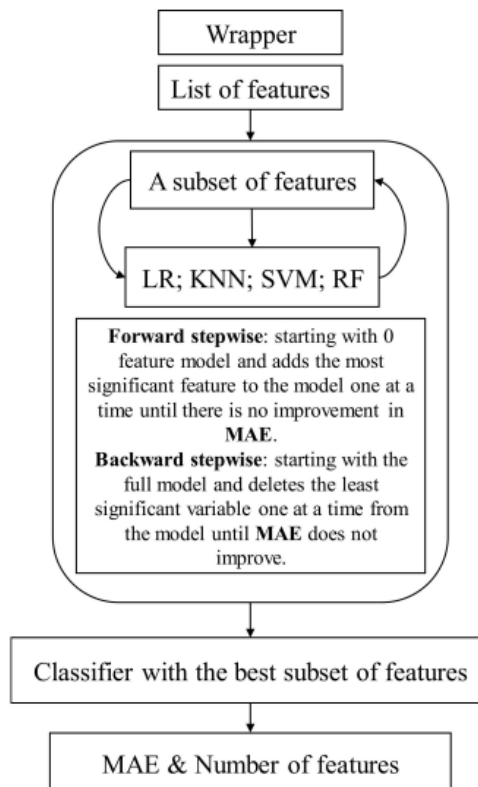 Wrapper
List of features
A subset of features
LR; KNN; SVM; RF
Forward stepwise: starting with 0
feature model and adds the most
significant feature to the model one at a
time until there is no improvement in
MAE.
Backward stepwise: starting with the
full model and deletes the least
significant variable one at a time from
the model until MAE does not
improve.
Classifier with the best subset of features
MAE & Number of features